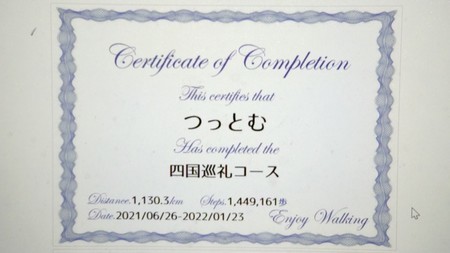 Certificate of Completion
This certifies that
つっとむ
Has completed the
四国巡礼コース
Distance.1,130.3km Steps.1,449,161歩
Date.2021/06/26-2022/01/23
Enjoy Walking